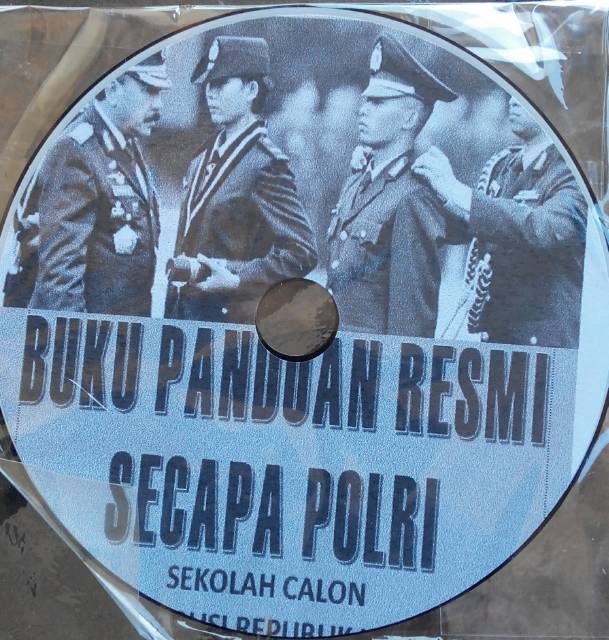 BUKU PANDUAN RESMI
SECAPA POLRI
SEKOLAH CALON